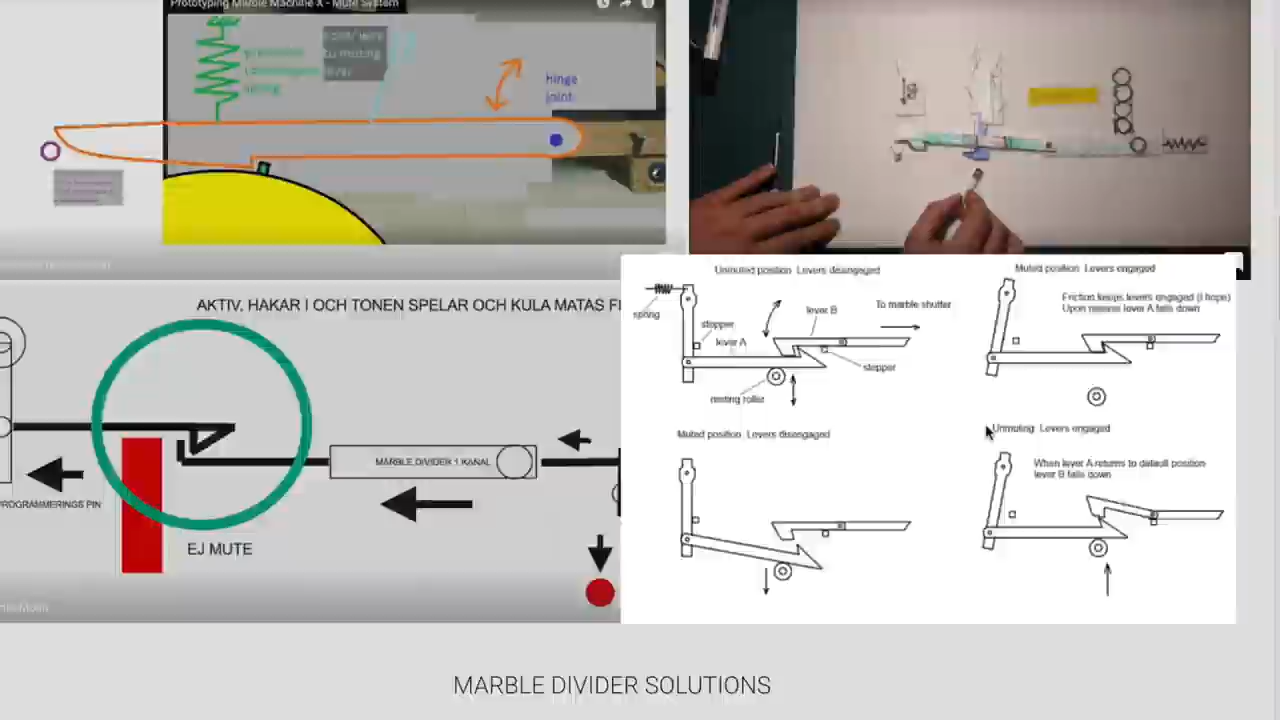 Prototyping Marble Machine X - Mute System
hinge
joint
AKTIV. HAKAR I OCH TONEN SPELAR OCH KULA MATAS
MARBLE DIVIDER 1 KANAL
PROGRAMMERINGS PIN
EJ MUTE
Unmuted position Levers disengaged
spring
stopper
lever A
lever B
To marble shutter
stopper
resting roller
Muted position Levers engaged
Friction keeps levers engaged (I hope)
Upon release lever A falls down
Muted position Levers disengaged
Unmuting Levers engaged
When lever A returns to default position
lever B falls down
MARBLE DIVIDER SOLUTIONS